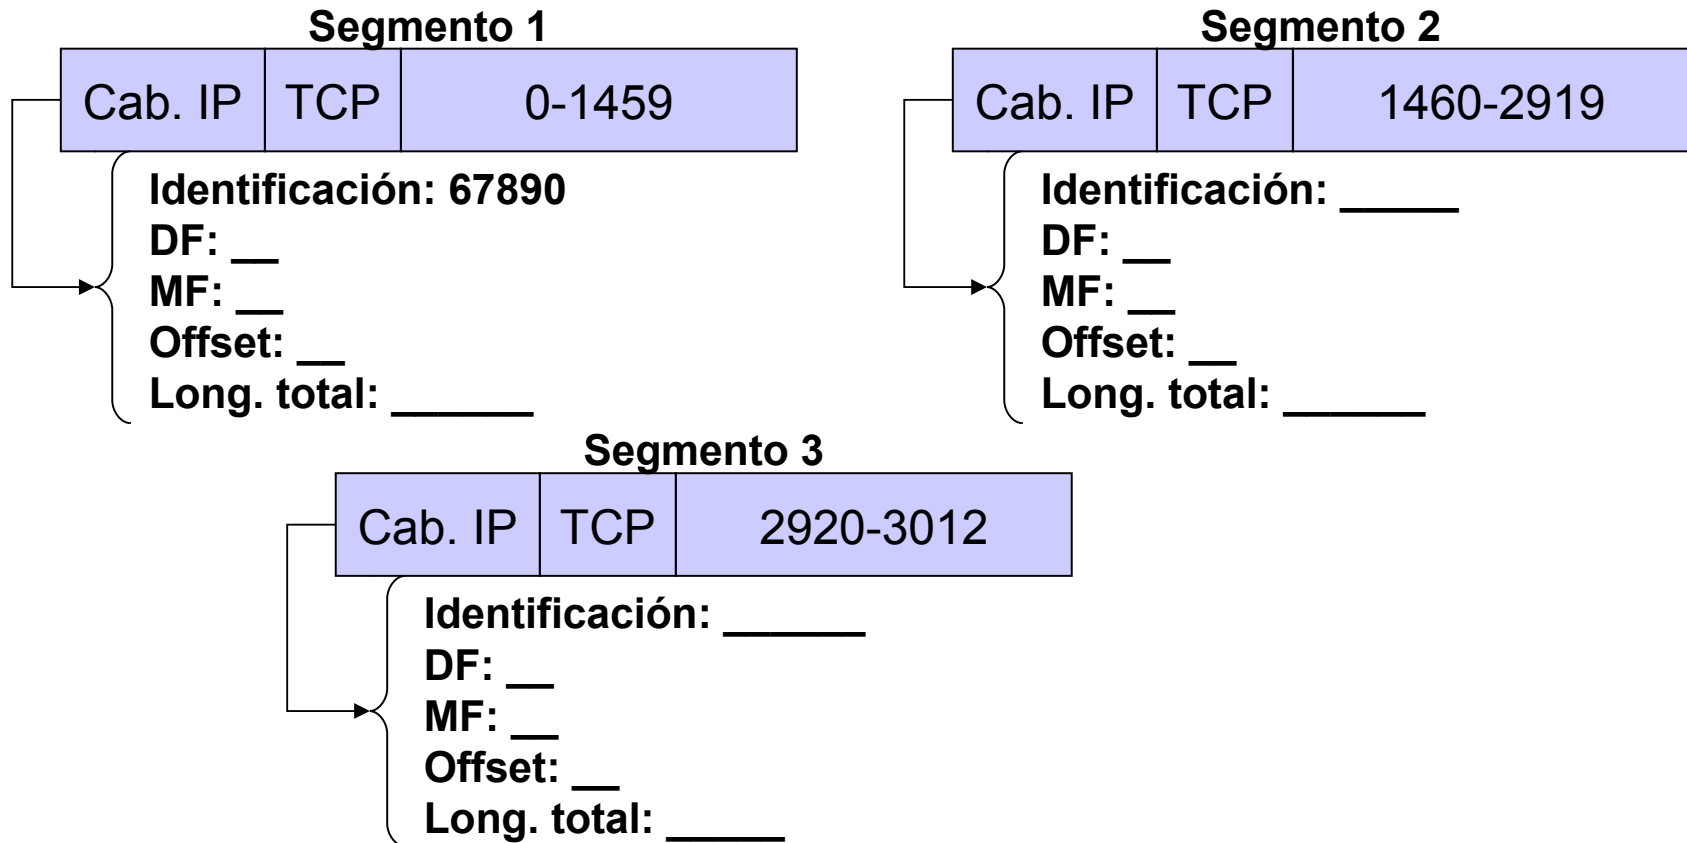 Segmento 1
Cab. IP TCP 0-1459
Identificación: 67890
DF: __
MF: __
Offset: __
Long. total: ______
Segmento 2
Cab. IP TCP 1460-2919
Identificación: _____
DF: __
MF: __
Offset: __
Long. total: ______
Segmento 3
Cab. IP TCP 2920-3012
Identificación: ______
DF: __
MF: __
Offset: __
Long. total: _____